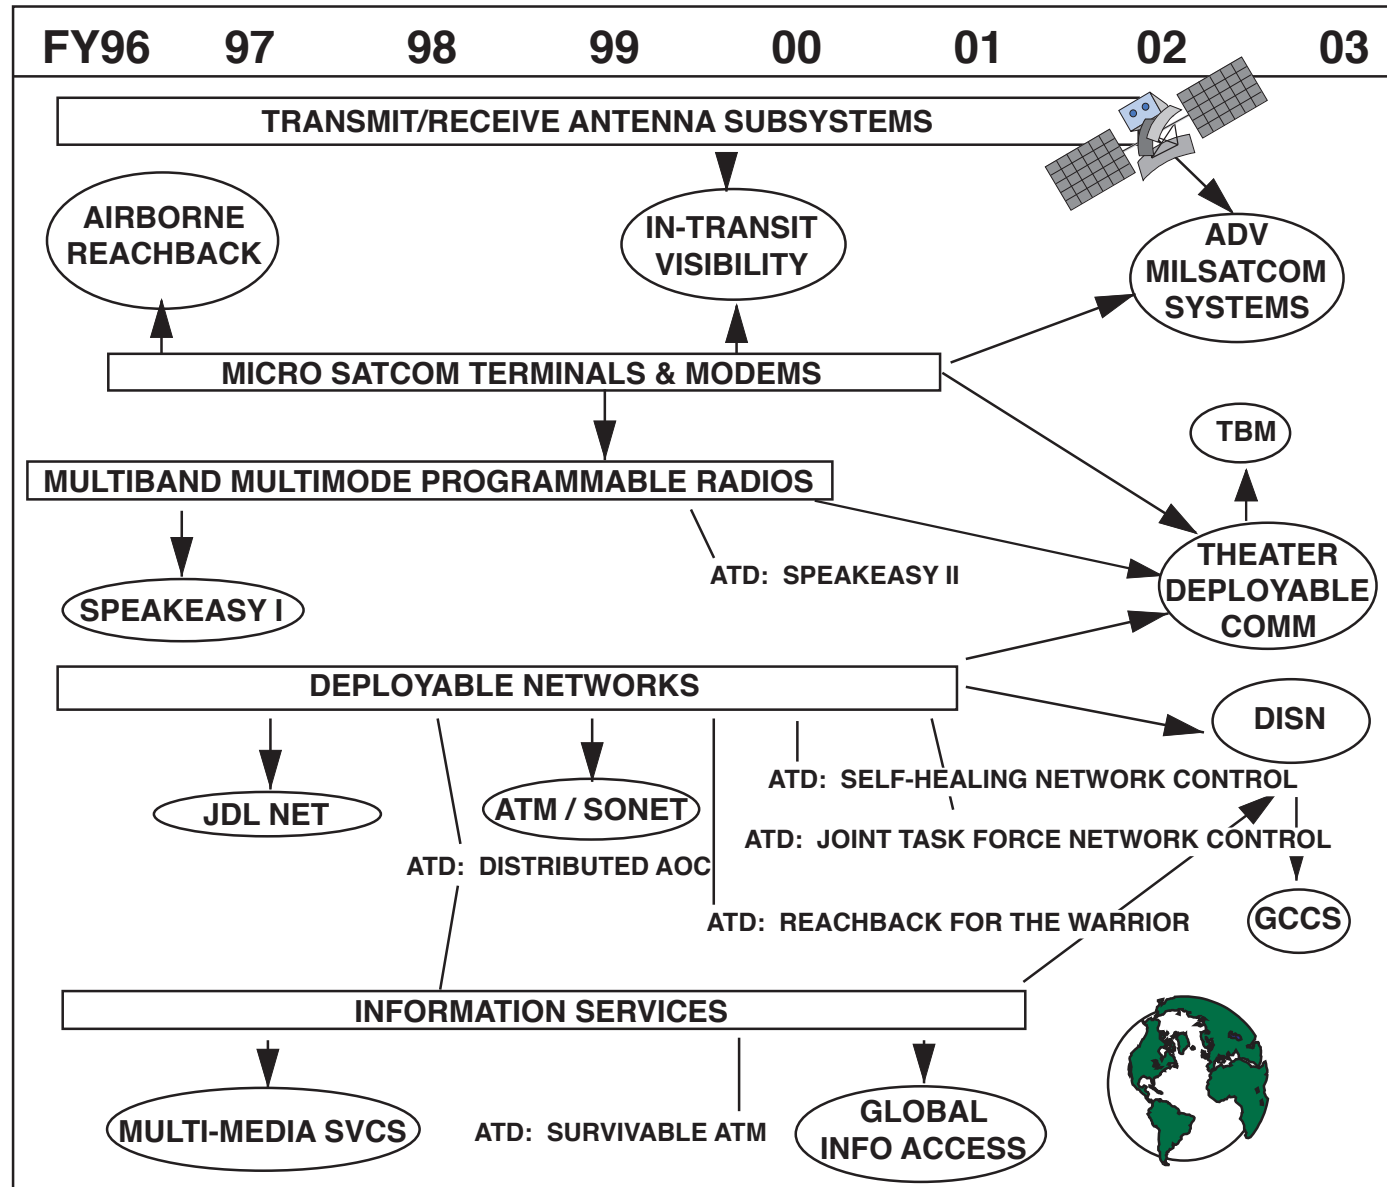 FY96 97 98 99 00 01 02 03
TRANSMIT/RECEIVE ANTENNA SUBSYSTEMS
AIRBORNE
REACHBACK
IN-TRANSIT
VISIBILITY
ADV
MILSATCOM
SYSTEMS
MICRO SATCOM TERMINALS & MODEMS
TBM
MULTIBAND MULTIMODE PROGRAMMABLE RADIOS
THEATER
DEPLOYABLE
COMM
ATD: SPEAKEASY II
SPEAKEASY I
DEPLOYABLE NETWORKS
DISN
ATD: SELF-HEALING NETWORK CONTROL
JDL NET
ATM / SONET
ATD: JOINT TASK FORCE NETWORK CONTROL
ATD: DISTRIBUTED AOC
ATD: REACHBACK FOR THE WARRIOR
GCCS
INFORMATION SERVICES
MULTI-MEDIA SVCS
ATD: SURVIVABLE ATM
GLOBAL
INFO ACCESS